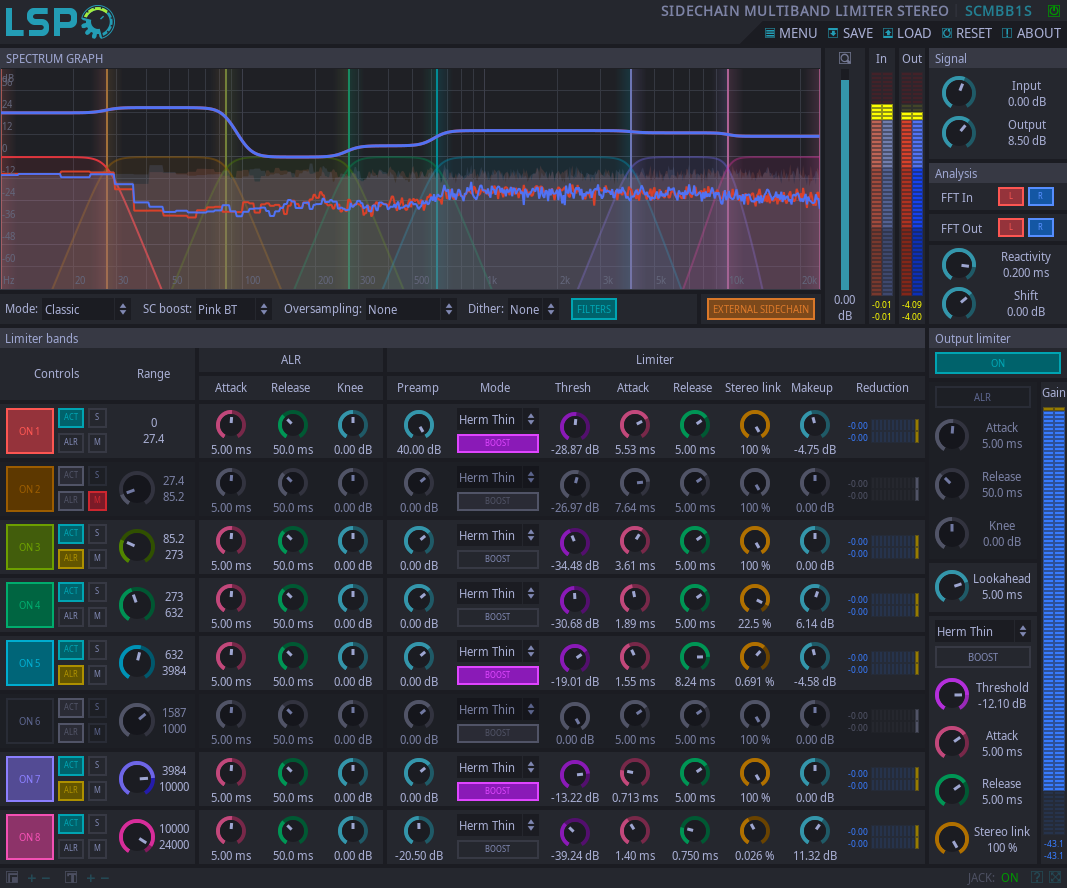 LSP
SIDECHAIN MULTIBAND LIMITER STEREO SCMBB1S
MENU SAVE LOAD RESET ABOUT
SPECTRUM GRAPH
In Out
Signal
dB
36
24
12
0
-12
-24
-36
-48
-60
Hz 20 30 50 100 200 300 500 1k 2k 3k 5k 10k 20k
Input
0.00 dB
Output
8.50 dB
Analysis
FFT In L R
FFT Out L R
Reactivity
0.200 ms
Shift
0.00 dB
0.00
dB
-0.01 -4.09
-0.01 -4.00
Mode: Classic SC boost: Pink BT Oversampling: None Dither: None FILTERS EXTERNAL SIDECHAIN
Limiter bands
Controls Range
ALR
Attack Release Knee
Limiter
Preamp Mode Thresh Attack Release Stereo link Makeup Reduction
ON 1 ACT S ALR M
0
27.4
5.00 ms 50.0 ms 0.00 dB 40.00 dB
Herm Thin
BOOST
-28.87 dB 5.53 ms 5.00 ms 100 % -4.75 dB
-0.00
-0.00
ON 2 ACT S ALR M
27.4
85.2
5.00 ms 50.0 ms 0.00 dB 0.00 dB
Herm Thin
BOOST
-26.97 dB 7.64 ms 5.00 ms 100 % 0.00 dB
-0.00
-0.00
ON 3 ACT S ALR M
85.2
273
5.00 ms 50.0 ms 0.00 dB 0.00 dB
Herm Thin
BOOST
-34.48 dB 3.61 ms 5.00 ms 100 % 0.00 dB
-0.00
-0.00
ON 4 ACT S ALR M
273
632
5.00 ms 50.0 ms 0.00 dB 0.00 dB
Herm Thin
BOOST
-30.68 dB 1.89 ms 5.00 ms 22.5 % 6.14 dB
-0.00
-0.00
ON 5 ACT S ALR M
632
3984
5.00 ms 50.0 ms 0.00 dB 0.00 dB
Herm Thin
BOOST
-19.01 dB 1.55 ms 8.24 ms 0.691 % -4.58 dB
-0.00
-0.00
ON 6 ACT S ALR M
1587
1000
5.00 ms 50.0 ms 0.00 dB 0.00 dB
Herm Thin
BOOST
0.00 dB 5.00 ms 5.00 ms 100 % 0.00 dB
-0.00
-0.00
ON 7 ACT S ALR M
3984
10000
5.00 ms 50.0 ms 0.00 dB 0.00 dB
Herm Thin
BOOST
-13.22 dB 0.713 ms 5.00 ms 100 % 0.00 dB
-0.00
-0.00
ON 8 ACT S ALR M
10000
24000
5.00 ms 50.0 ms 0.00 dB -20.50 dB
Herm Thin
BOOST
-39.24 dB 1.40 ms 0.750 ms 0.026 % 11.32 dB
-0.00
-0.00
Output limiter
ON
ALR
Gain
Attack
5.00 ms
Release
50.0 ms
Knee
0.00 dB
Lookahead
5.00 ms
Herm Thin
BOOST
Threshold
-12.10 dB
Attack
5.00 ms
Release
5.00 ms
Stereo link
100 %
-43.1
-43.1
JACK: ON